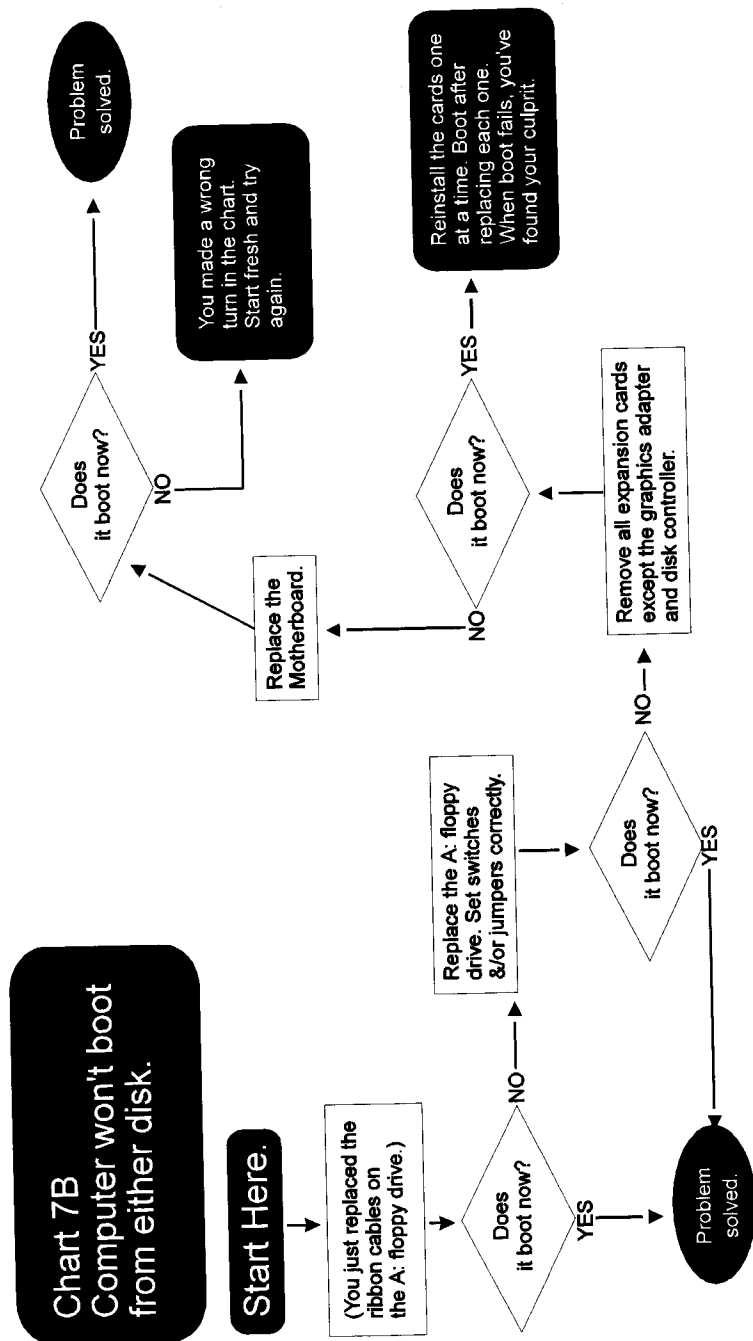 Chart 7B
Computer won't boot
from either disk.
Start Here.
(You just replaced the
ribbon cables on
the A: floppy drive.)
Does
it boot now?
NO
YES
Problem
solved.
Replace the A: floppy
drive. Set switches
&/or jumpers correctly.
Does
it boot now?
YES
NO
Remove all expansion cards
except the graphics adapter
and disk controller.
Does
it boot now?
YES
NO
Reinstall the cards one
at a time. Boot after
replacing each one.
When boot fails, you've
found your culprit.
Replace the
Motherboard.
Does
it boot now?
YES
NO
Problem
solved.
You made a wrong
turn in the chart.
Start fresh and try
again.